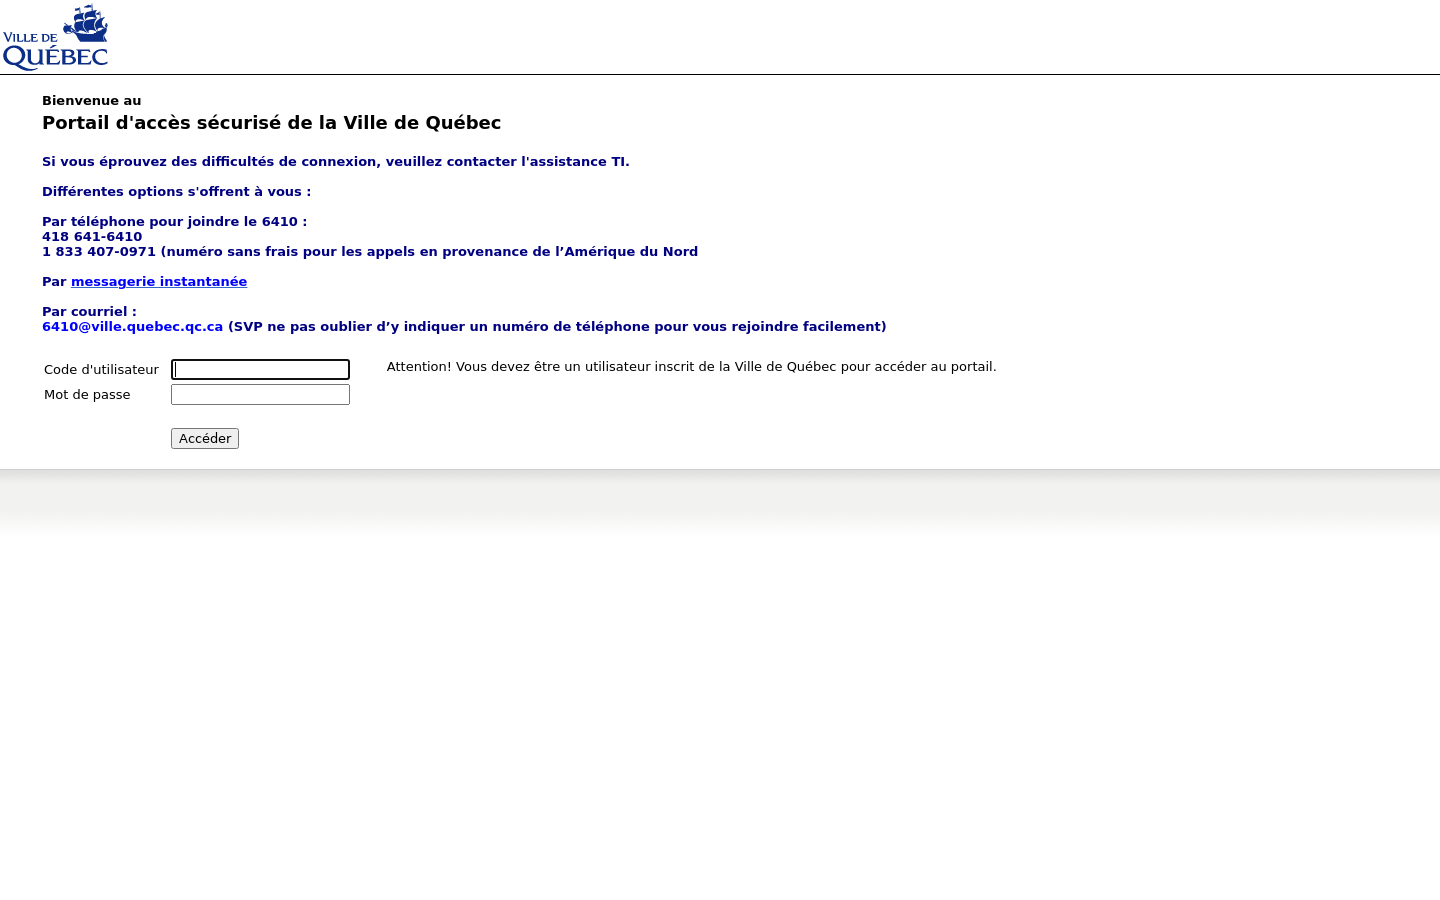 VILLE DE
QUÉBEC
Bienvenue au
Portail d'accès sécurisé de la Ville de Québec
Si vous éprouvez des difficultés de connexion, veuillez contacter l'assistance TI.
Différentes options s'offrent à vous :
Par téléphone pour joindre le 6410 :
418 641-6410
1 833 407-0971 (numéro sans frais pour les appels en provenance de l’Amérique du Nord
Par messagerie instantanée
Par courriel :
6410@ville.quebec.qc.ca (SVP ne pas oublier d’y indiquer un numéro de téléphone pour vous rejoindre facilement)
Code d'utilisateur
Attention! Vous devez être un utilisateur inscrit de la Ville de Québec pour accéder au portail.
Mot de passe
Accéder